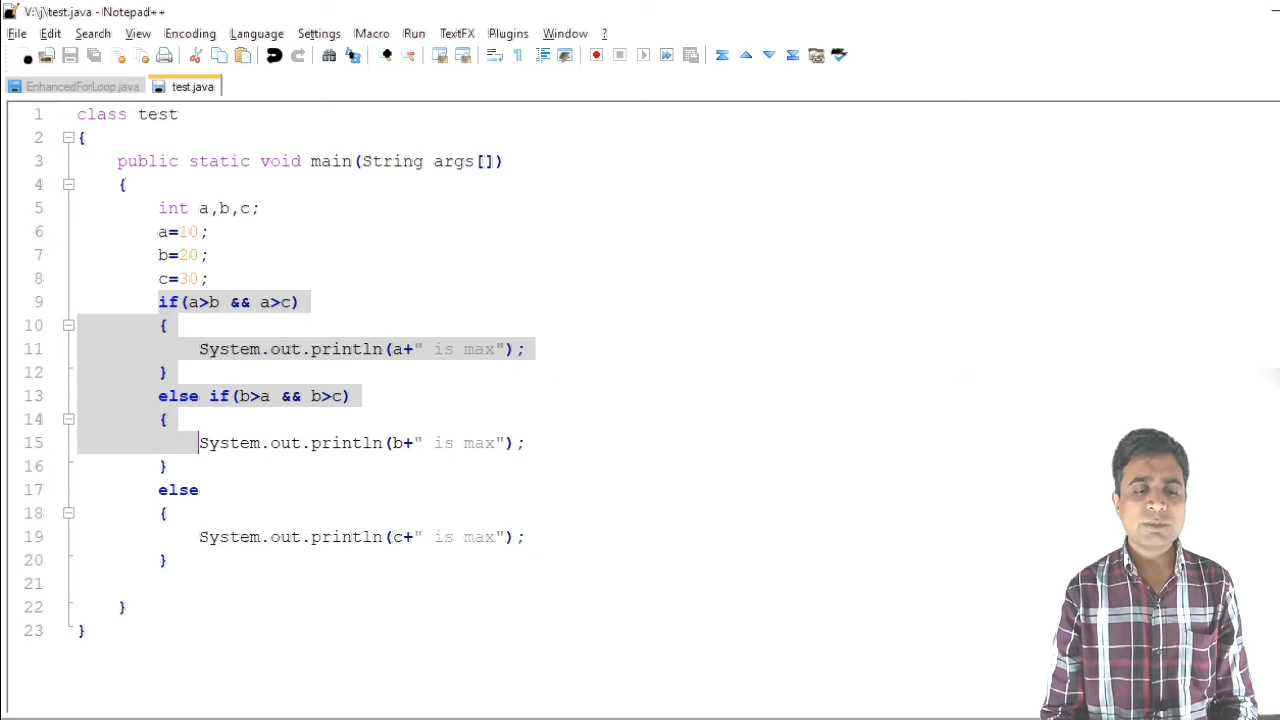 V:\j\test.java - Notepad++
File Edit Search View Encoding Language Settings Macro Run TextFX Plugins Window ?
EnhancedForLoop.java test.java
1 class test
2 {
3 public static void main(String args[])
4 {
5 int a,b,c;
6 a=10;
7 b=20;
8 c=30;
9 if(a>b && a>c)
10 {
11 System.out.println(a+" is max");
12 }
13 else if(b>a && b>c)
14 {
15 System.out.println(b+" is max");
16 }
17 else
18 {
19 System.out.println(c+" is max");
20 }
21
22 }
23 }